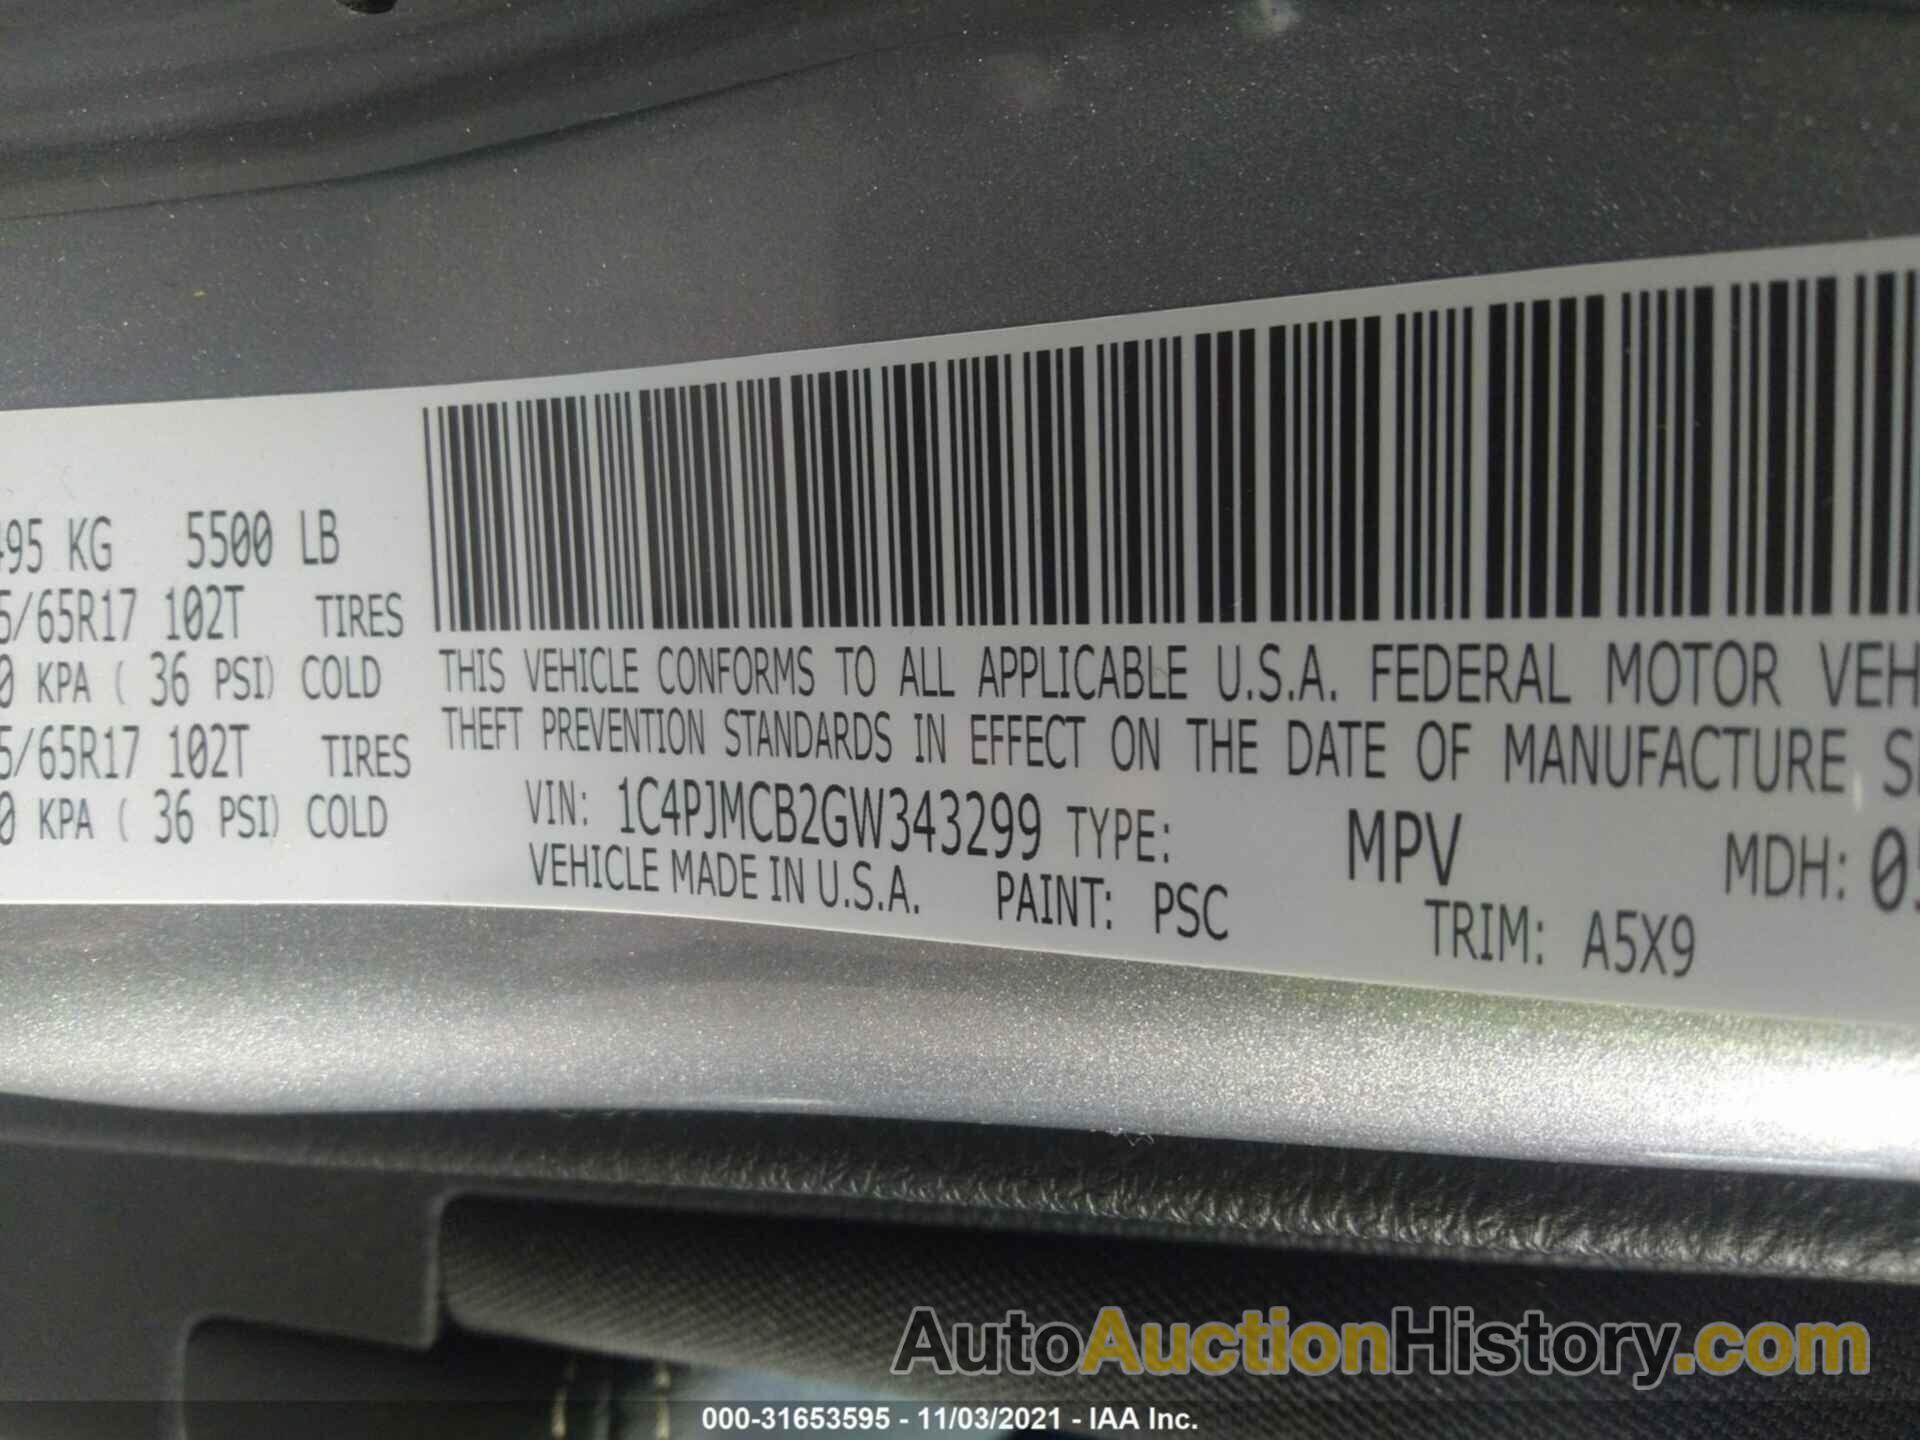 495 KG 5500 LB
5/65R17 102T TIRES
0 KPA ( 36 PSI) COLD
5/65R17 102T TIRES
0 KPA ( 36 PSI) COLD
THIS VEHICLE CONFORMS TO ALL APPLICABLE U.S.A. FEDERAL MOTOR VEH
THEFT PREVENTION STANDARDS IN EFFECT ON THE DATE OF MANUFACTURE S
VIN: 1C4PJMCB2GW343299 TYPE: MPV MDH: 05
VEHICLE MADE IN U.S.A. PAINT: PSC TRIM: A5X9
AutoAuctionHistory.com
000-31653595 - 11/03/2021 - IAA Inc.